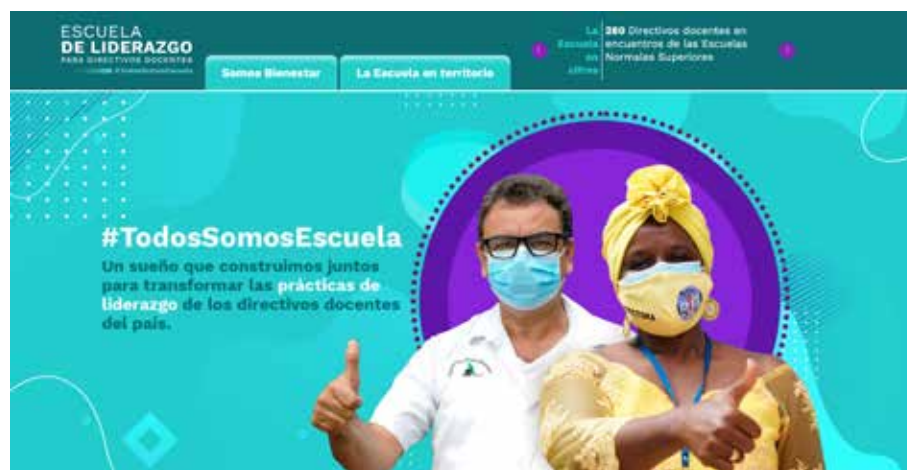 ESCUELA
DE LIDERAZGO
PARA DIRECTIVOS DOCENTES
#TodosSomosEscuela
Somos Bienestar
La Escuela en territorio
La
Escuela
en
cifras
260 Directivos docentes en
encuentros de las Escuelas
Normales Superiores
#TodosSomosEscuela
Un sueño que construimos juntos
para transformar las prácticas de
liderazgo de los directivos docentes
del país.